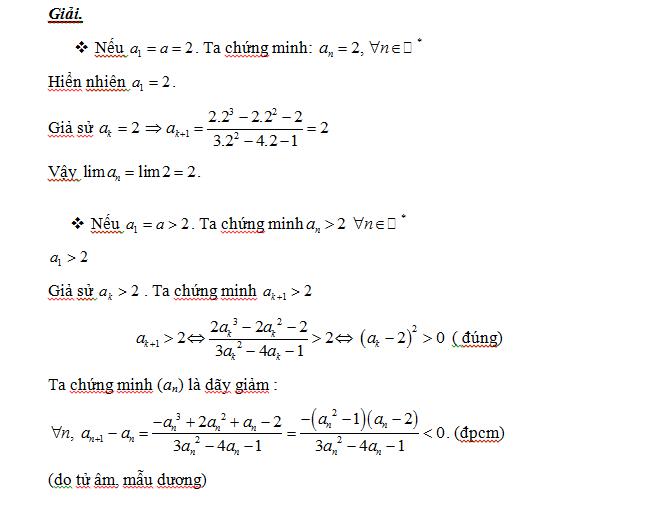 Giải.
❖ Nếu a₁ = a = 2. Ta chứng minh: aₙ = 2, ∀n∈□ *
Hiển nhiên a₁ = 2.
Giả sử aₖ = 2 ⇒ aₖ₊₁ = (2.2³ − 2.2² − 2)/(3.2² − 4.2 − 1) = 2
Vậy lim aₙ = lim 2 = 2.
❖ Nếu a₁ = a > 2. Ta chứng minh aₙ > 2 ∀n∈□ *
a₁ > 2
Giả sử aₖ > 2 . Ta chứng minh aₖ₊₁ > 2
aₖ₊₁ > 2 ⇔ (2aₖ³ − 2aₖ² − 2)/(3aₖ² − 4aₖ − 1) > 2 ⇔ (aₖ − 2)² > 0 ( đúng)
Ta chứng minh (aₙ) là dãy giảm :
∀n, aₙ₊₁ − aₙ = (−aₙ³ + 2aₙ² + aₙ − 2)/(3aₙ² − 4aₙ − 1) = −(aₙ² − 1)(aₙ − 2)/(3aₙ² − 4aₙ − 1) < 0. (đpcm)
(do tử âm. mẫu dương)